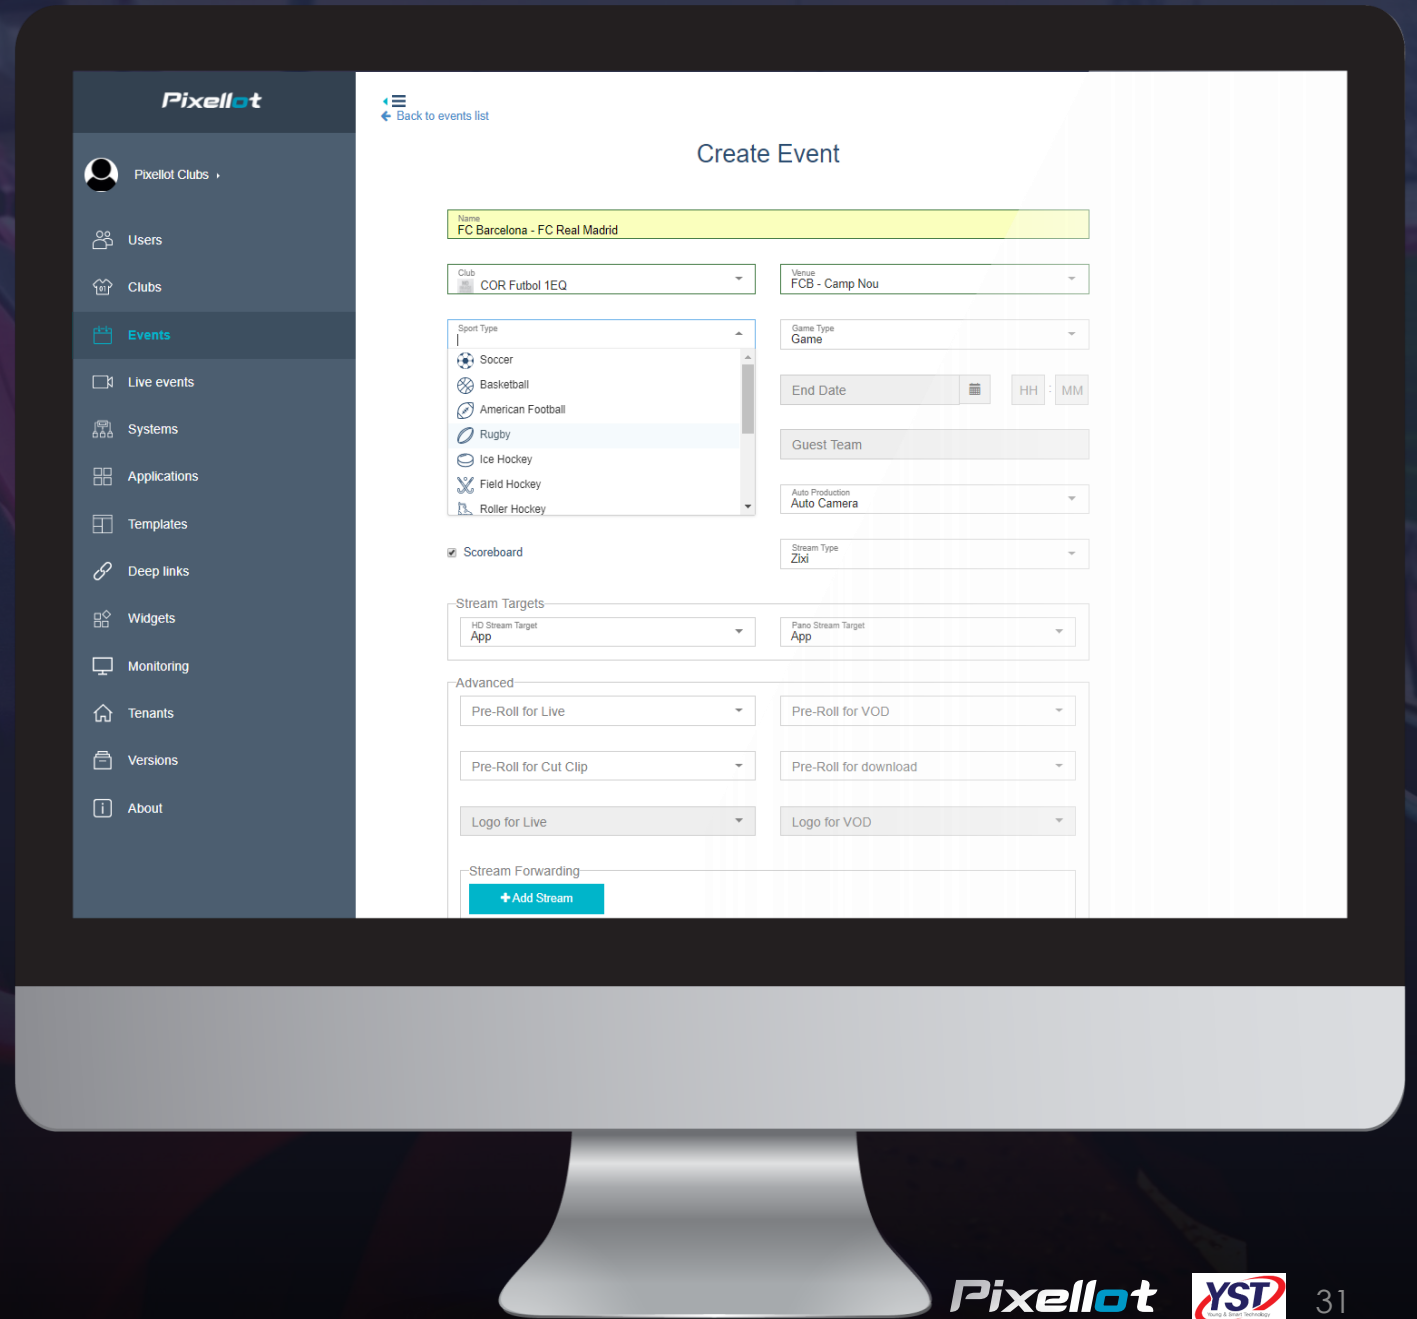 Pixellot
Pixellot Clubs
Users
Clubs
Events
Live events
Systems
Applications
Templates
Deep links
Widgets
Monitoring
Tenants
Versions
About
Back to events list
Create Event
Name
FC Barcelona - FC Real Madrid
Club
COR Futbol 1EQ
Venue
FCB - Camp Nou
Sport Type
Soccer
Basketball
American Football
Rugby
Ice Hockey
Field Hockey
Roller Hockey
Game Type
Game
End Date
HH : MM
Guest Team
Auto Production
Auto Camera
Scoreboard
Stream Type
Zixi
Stream Targets
HD Stream Target
App
Pano Stream Target
App
Advanced
Pre-Roll for Live
Pre-Roll for VOD
Pre-Roll for Cut Clip
Pre-Roll for download
Logo for Live
Logo for VOD
Stream Forwarding
+ Add Stream
Pixellot
YST
Young & Smart Technology
31